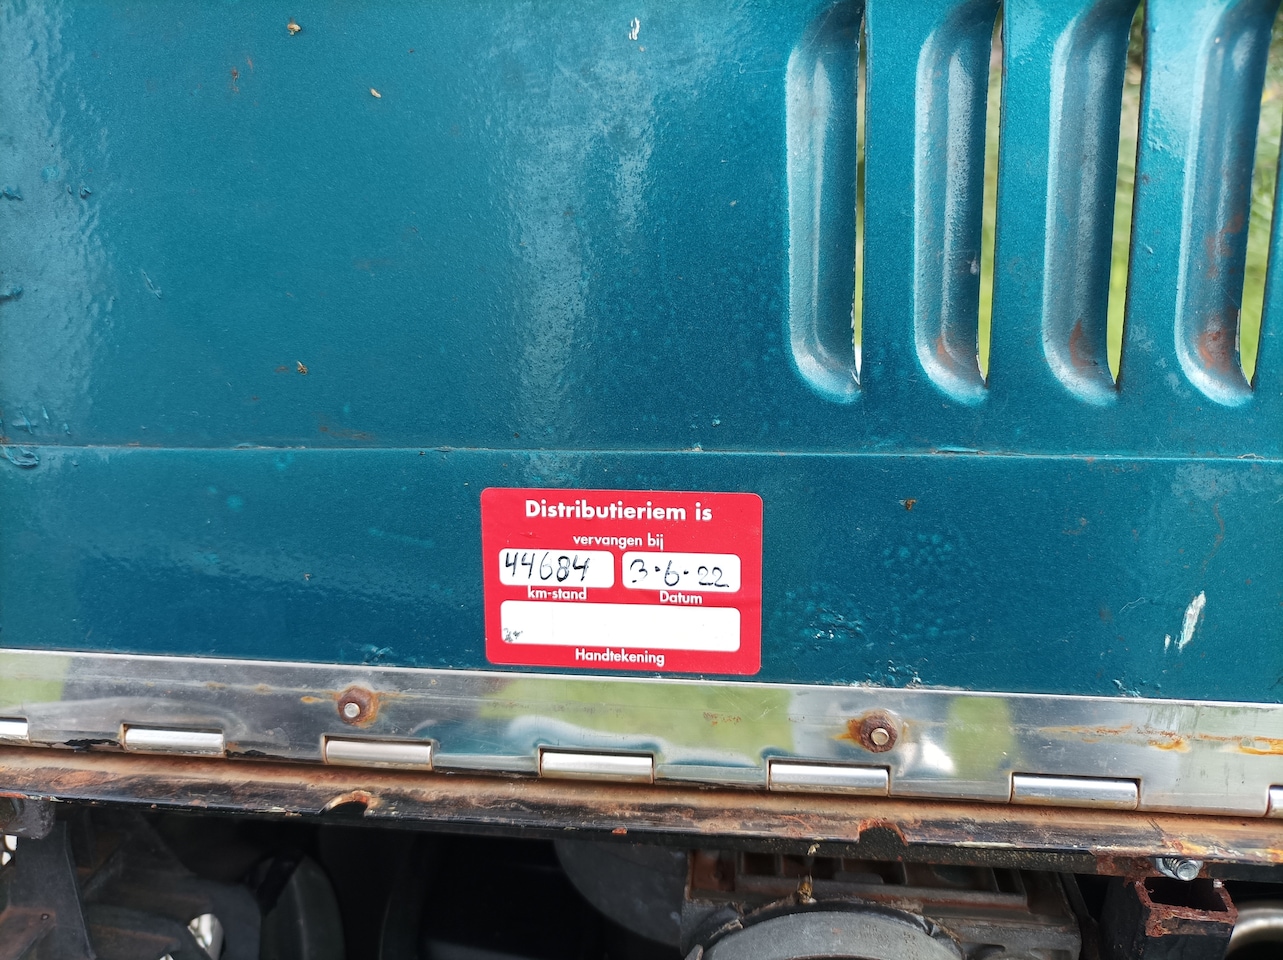 Distributieriem is
vervangen bij
44684 3-6-22
km-stand Datum
Handtekening